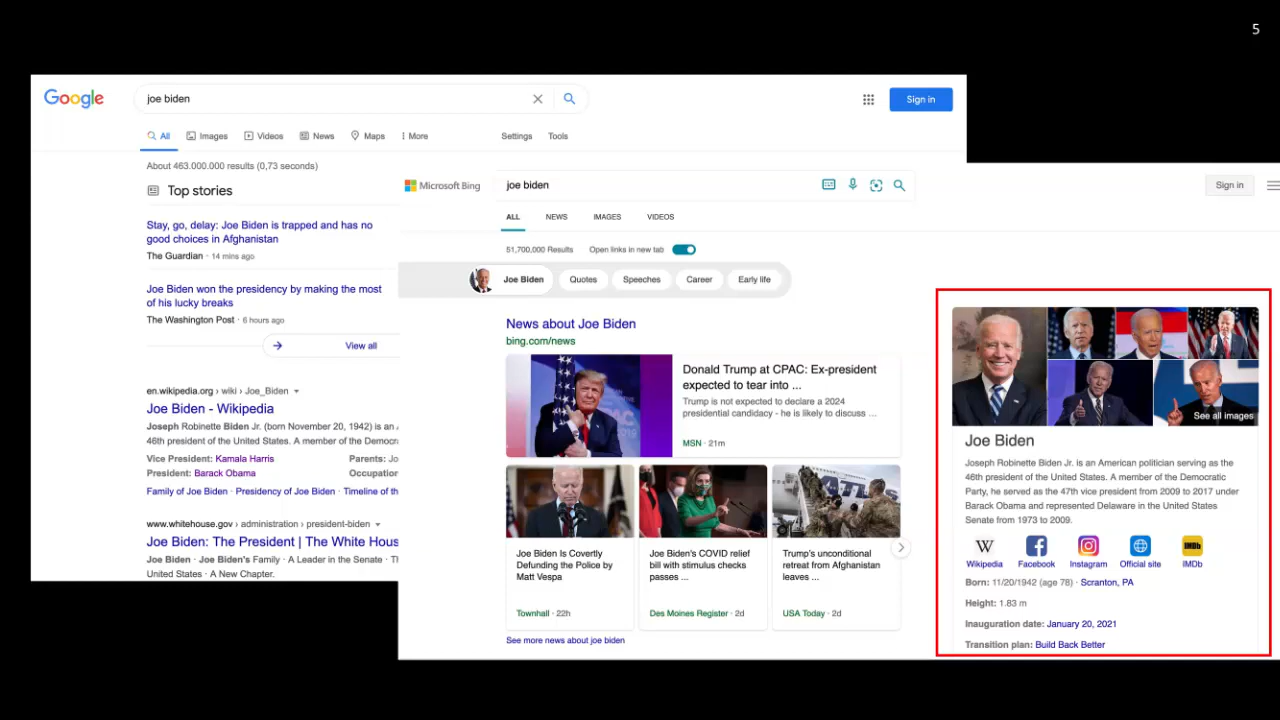 5
Google
joe biden
Sign in
All Images Videos News Maps More Settings Tools
About 463.000.000 results (0,73 seconds)
Top stories
Stay, go, delay: Joe Biden is trapped and has no
good choices in Afghanistan
The Guardian · 14 mins ago
Joe Biden won the presidency by making the most
of his lucky breaks
The Washington Post · 6 hours ago
View all
en.wikipedia.org › wiki › Joe_Biden
Joe Biden - Wikipedia
Joseph Robinette Biden Jr. (born November 20, 1942) is an
46th president of the United States. A member of the Democr
Vice President: Kamala Harris Parents: Jo
President: Barack Obama Occupation
Family of Joe Biden · Presidency of Joe Biden · Timeline of th
www.whitehouse.gov › administration › president-biden
Joe Biden: The President | The White Hous
Joe Biden · Joe Biden's Family · A Leader in the Senate · T
United States · A New Chapter.
Microsoft Bing
joe biden
Sign in
ALL NEWS IMAGES VIDEOS
51,700,000 Results Open links in new tab
Joe Biden Quotes Speeches Career Early life
News about Joe Biden
bing.com/news
Donald Trump at CPAC: Ex-president
expected to tear into ...
Trump is not expected to declare a 2024
presidential candidacy - he is likely to discuss ...
MSN · 21m
Joe Biden Is Covertly
Defunding the Police by
Matt Vespa
Townhall · 22h
Joe Biden's COVID relief
bill with stimulus checks
passes ...
Des Moines Register · 2d
Trump's unconditional
retreat from Afghanistan
leaves ...
USA Today · 2d
See more news about joe biden
See all images
Joe Biden
Joseph Robinette Biden Jr. is an American politician serving as the
46th president of the United States. A member of the Democratic
Party, he served as the 47th vice president from 2009 to 2017 under
Barack Obama and represented Delaware in the United States
Senate from 1973 to 2009.
W
IMDb
Wikipedia Facebook Instagram Official site IMDb
Born: 11/20/1942 (age 78) · Scranton, PA
Height: 1.83 m
Inauguration date: January 20, 2021
Transition plan: Build Back Better